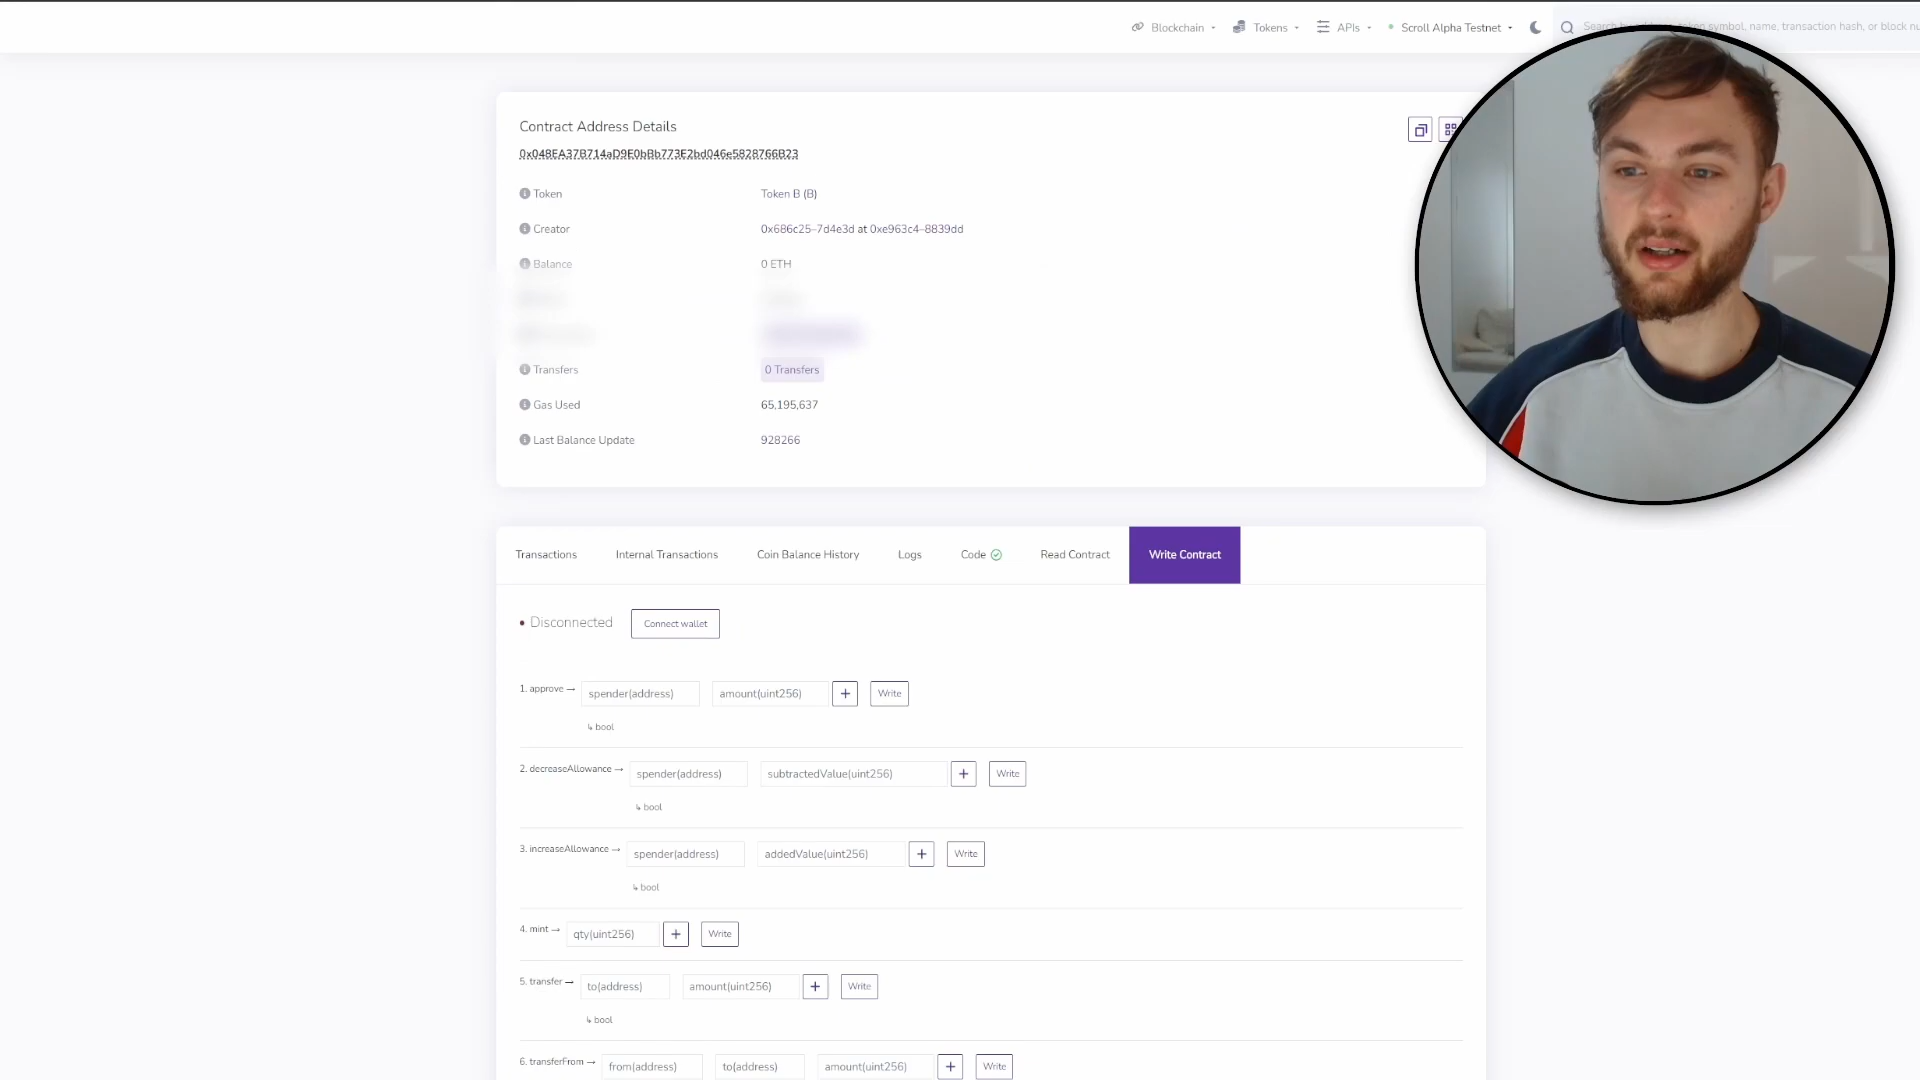 Blockchain Tokens APIs Scroll Alpha Testnet
Contract Address Details
0x048EA37B714aD9E0bBb773E2bd046e5828766B23
Token Token B (B)
Creator 0x686c25–7d4e3d at 0xe963c4–8839dd
Balance 0 ETH
Transfers 0 Transfers
Gas Used 65,195,637
Last Balance Update 928266
Transactions Internal Transactions Coin Balance History Logs Code Read Contract Write Contract
Disconnected Connect wallet
1. approve → spender(address) amount(uint256) + Write
↳ bool
2. decreaseAllowance → spender(address) subtractedValue(uint256) + Write
↳ bool
3. increaseAllowance → spender(address) addedValue(uint256) + Write
↳ bool
4. mint → qty(uint256) + Write
5. transfer → to(address) amount(uint256) + Write
↳ bool
6. transferFrom → from(address) to(address) amount(uint256) + Write